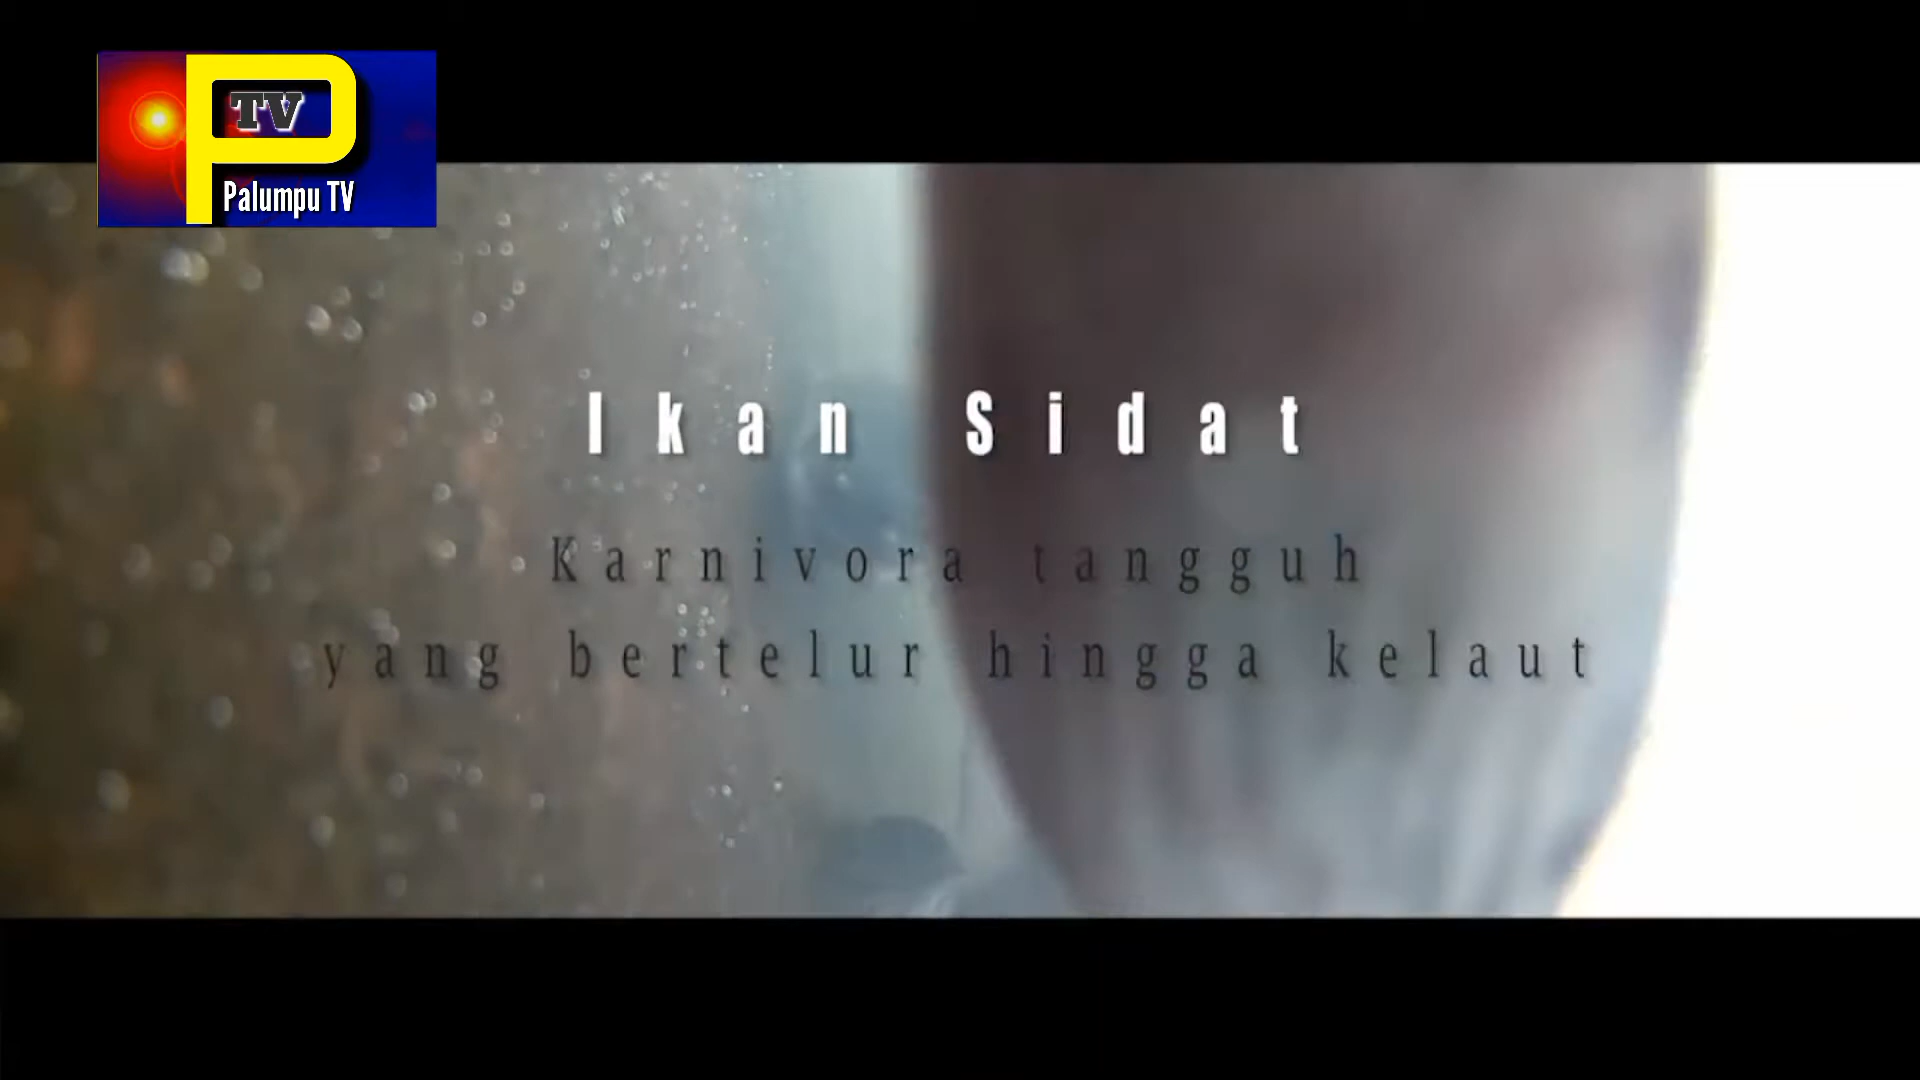 P
TV
Palumpu TV
Ikan Sidat
Karnivora tangguh
yang bertelur hingga kelaut